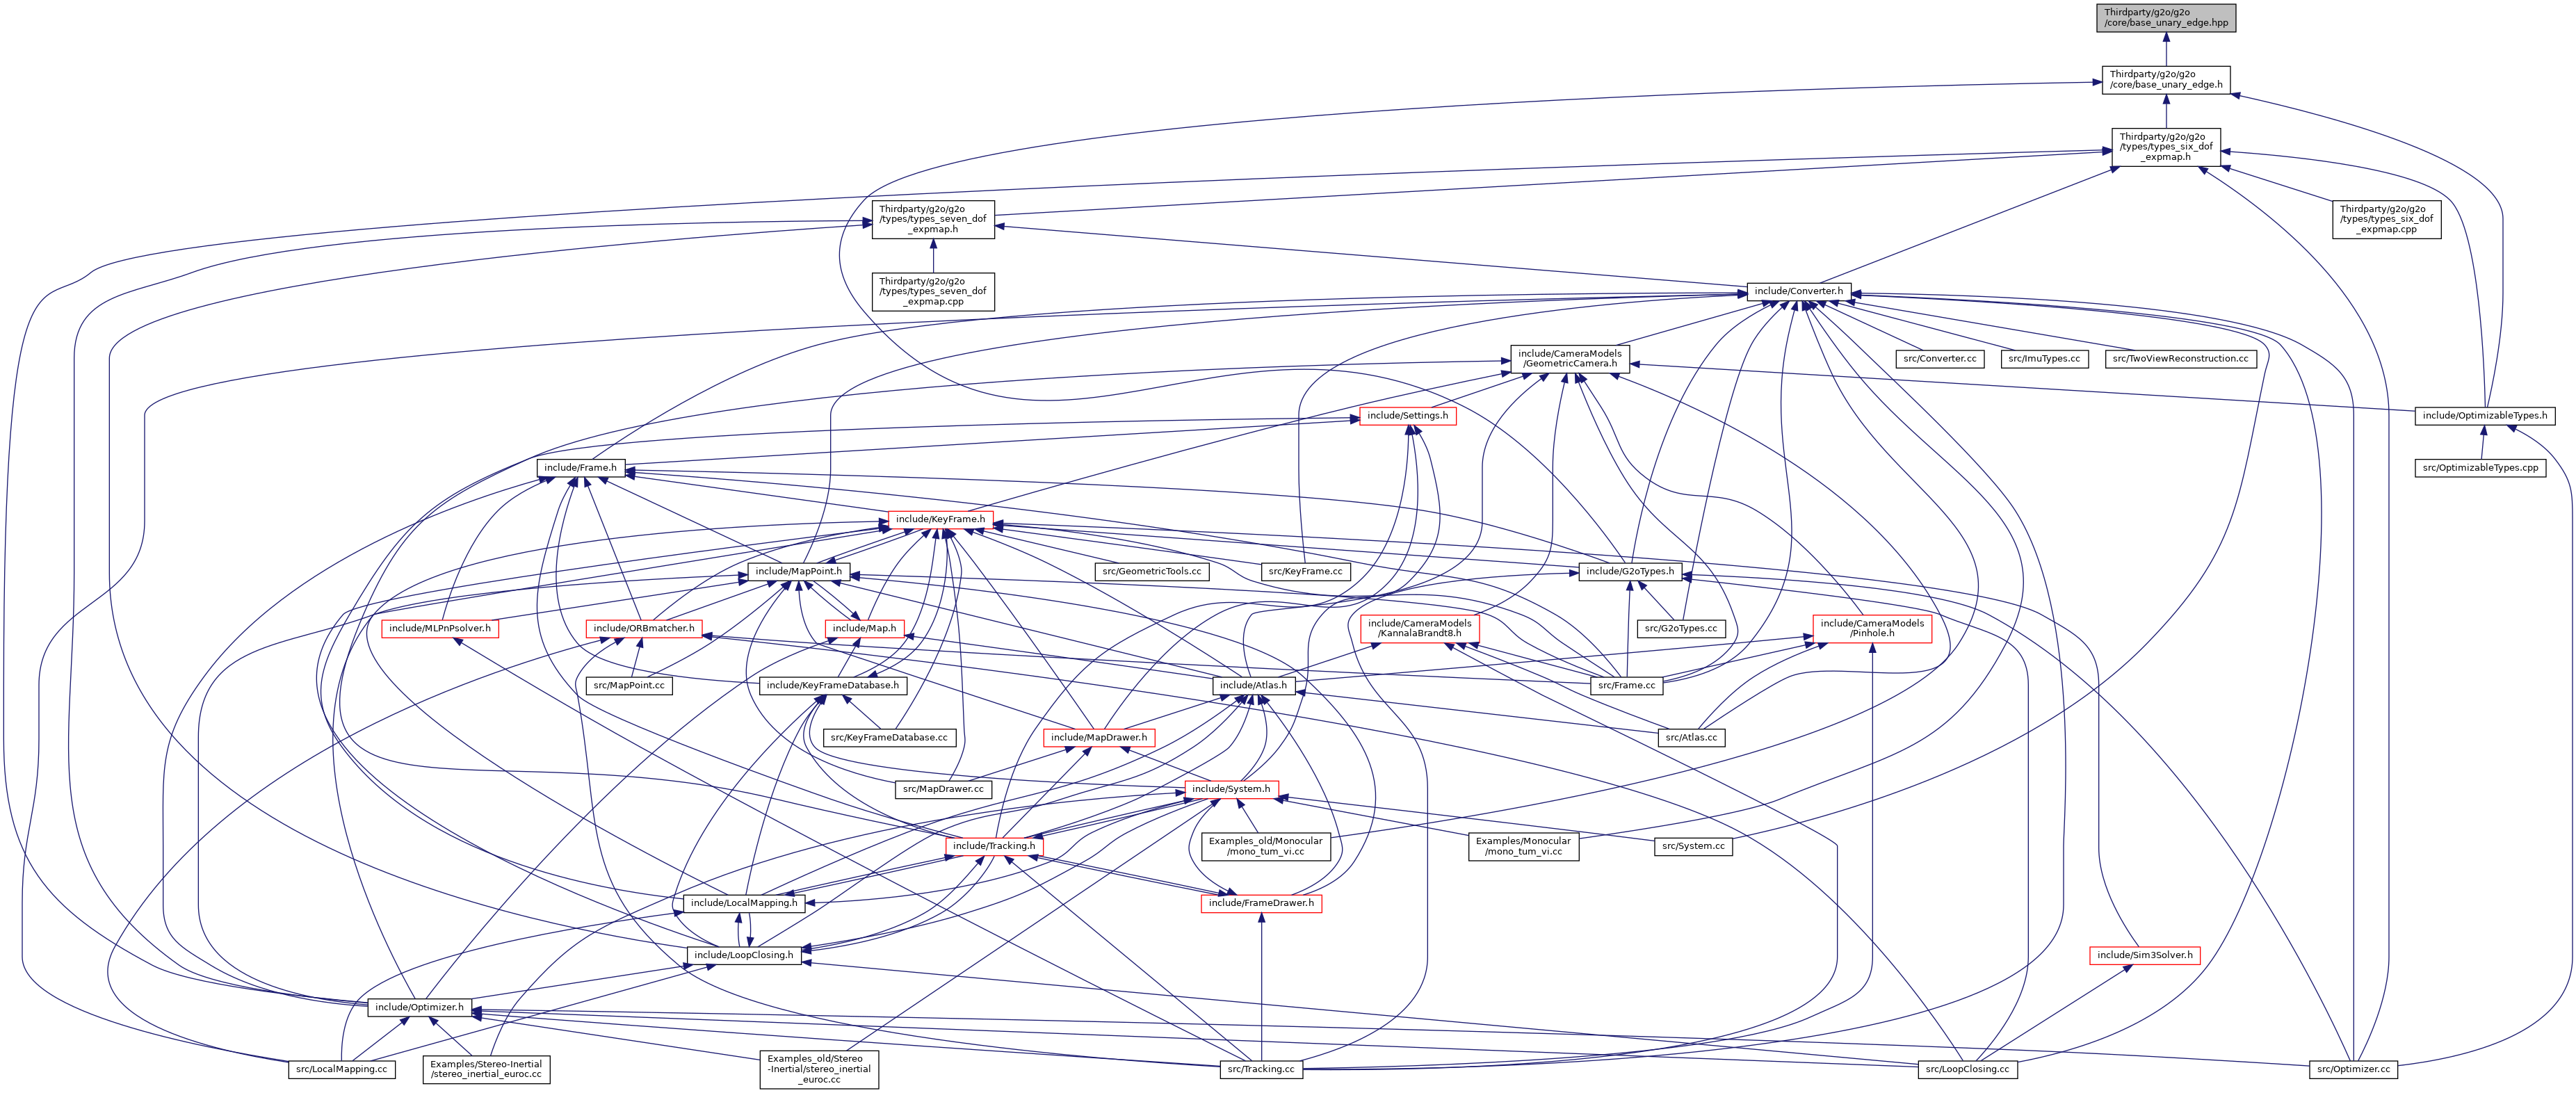 Thirdparty/g2o/g2o
/core/base_unary_edge.hpp
Thirdparty/g2o/g2o
/core/base_unary_edge.h
Thirdparty/g2o/g2o
/types/types_six_dof
_expmap.h
Thirdparty/g2o/g2o
/types/types_seven_dof
_expmap.h
Thirdparty/g2o/g2o
/types/types_six_dof
_expmap.cpp
Thirdparty/g2o/g2o
/types/types_seven_dof
_expmap.cpp
include/Converter.h
include/CameraModels
/GeometricCamera.h
src/Converter.cc
src/ImuTypes.cc
src/TwoViewReconstruction.cc
include/Settings.h
include/OptimizableTypes.h
include/Frame.h
src/OptimizableTypes.cpp
include/KeyFrame.h
include/MapPoint.h
src/GeometricTools.cc
src/KeyFrame.cc
include/G2oTypes.h
include/MLPnPsolver.h
include/ORBmatcher.h
include/Map.h
include/CameraModels
/KannalaBrandt8.h
src/G2oTypes.cc
include/CameraModels
/Pinhole.h
src/MapPoint.cc
include/KeyFrameDatabase.h
include/Atlas.h
src/Frame.cc
src/KeyFrameDatabase.cc
include/MapDrawer.h
src/Atlas.cc
src/MapDrawer.cc
include/System.h
include/Tracking.h
Examples_old/Monocular
/mono_tum_vi.cc
Examples/Monocular
/mono_tum_vi.cc
src/System.cc
include/LocalMapping.h
include/FrameDrawer.h
include/LoopClosing.h
include/Sim3Solver.h
include/Optimizer.h
src/LocalMapping.cc
Examples/Stereo-Inertial
/stereo_inertial_euroc.cc
Examples_old/Stereo
-Inertial/stereo_inertial
_euroc.cc
src/Tracking.cc
src/LoopClosing.cc
src/Optimizer.cc